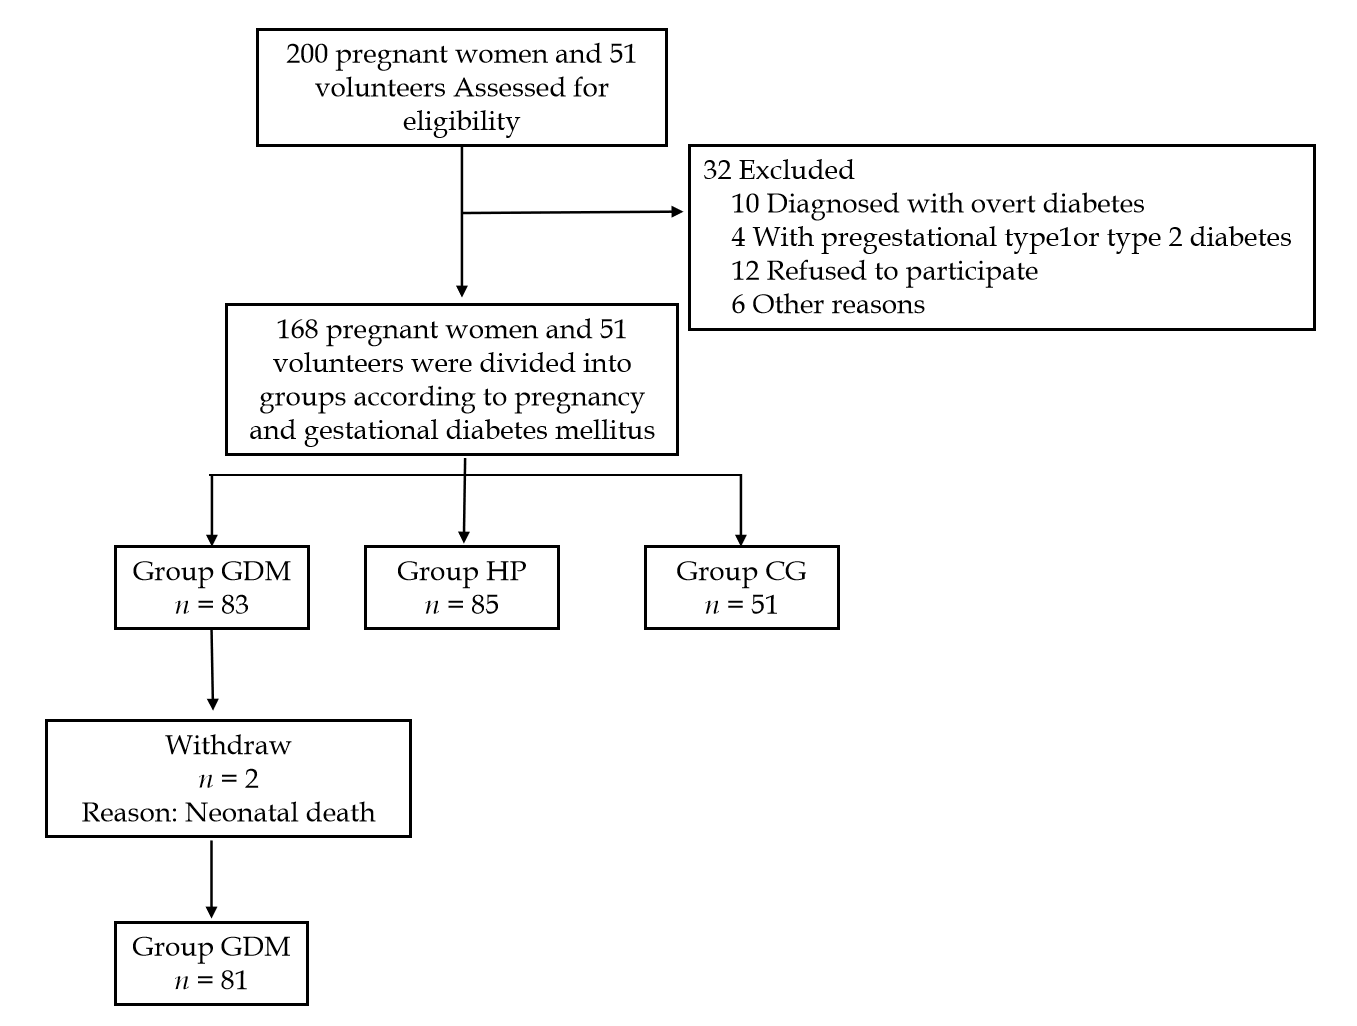 200 pregnant women and 51
volunteers Assessed for
eligibility
32 Excluded
10 Diagnosed with overt diabetes
4 With pregestational type1or type 2 diabetes
12 Refused to participate
6 Other reasons
168 pregnant women and 51
volunteers were divided into
groups according to pregnancy
and gestational diabetes mellitus
Group GDM
n = 83
Group HP
n = 85
Group CG
n = 51
Withdraw
n = 2
Reason: Neonatal death
Group GDM
n = 81